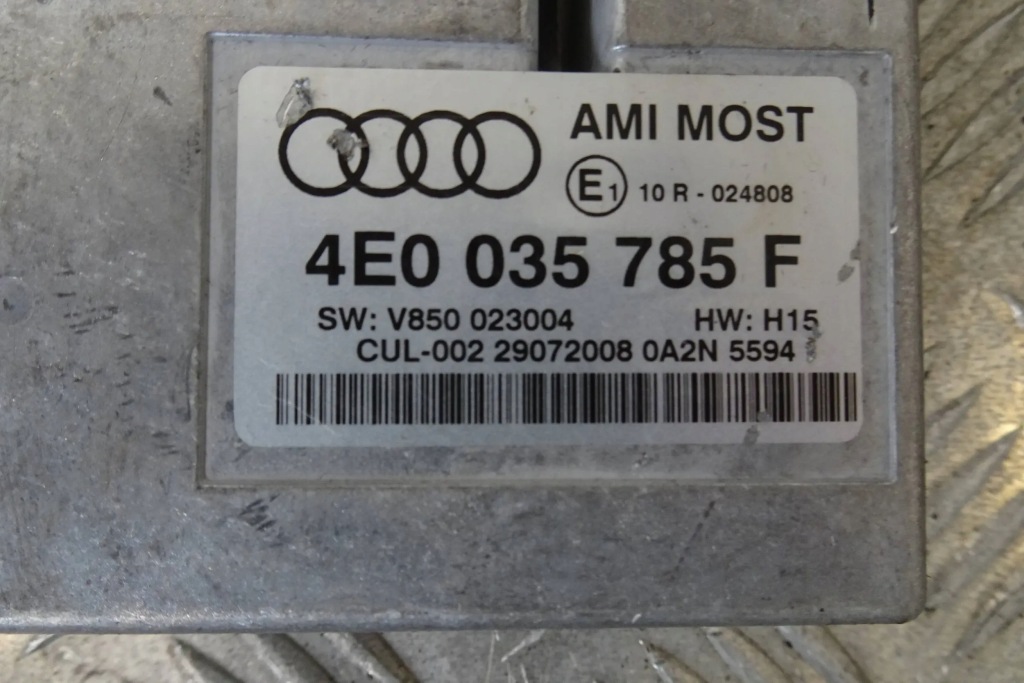 AMI MOST
E1 10 R - 024808
4E0 035 785 F
SW: V850 023004 HW: H15
CUL-002 29072008 0A2N 5594